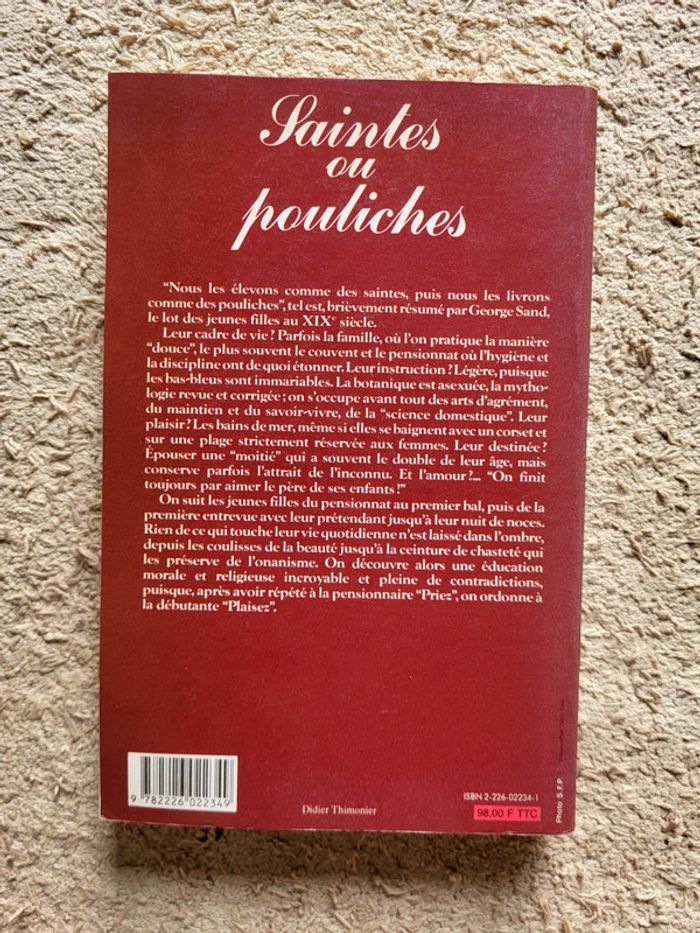 Saintes
ou
pouliches
"Nous les élevons comme des saintes, puis nous les livrons
comme des pouliches", tel est, brièvement résumé par George Sand,
le lot des jeunes filles au XIXe siècle.
Leur cadre de vie ? Parfois la famille, où l'on pratique la manière
"douce", le plus souvent le couvent et le pensionnat où l'hygiène et
la discipline ont de quoi étonner. Leur instruction ? Légère, puisque
les bas-bleus sont immariables. La botanique est asexuée, la mytho-
logie revue et corrigée ; on s'occupe avant tout des arts d'agrément,
du maintien et du savoir-vivre, de la "science domestique". Leur
plaisir ? Les bains de mer, même si elles se baignent avec un corset et
sur une plage strictement réservée aux femmes. Leur destinée ?
Épouser une "moitié" qui a souvent le double de leur âge, mais
conserve parfois l'attrait de l'inconnu. Et l'amour ?... "On finit
toujours par aimer le père de ses enfants !"
On suit les jeunes filles du pensionnat au premier bal, puis de la
première entrevue avec leur prétendant jusqu'à leur nuit de noces.
Rien de ce qui touche leur vie quotidienne n'est laissé dans l'ombre,
depuis les coulisses de la beauté jusqu'à la ceinture de chasteté qui
les préserve de l'onanisme. On découvre alors une éducation
morale et religieuse incroyable et pleine de contradictions,
puisque, après avoir répété à la pensionnaire "Priez", on ordonne à
la débutante "Plaisez".
9 782226 022349
Didier Thimonier
ISBN 2-226-02234-1
98,00 F TTC
Photo S.F.P.